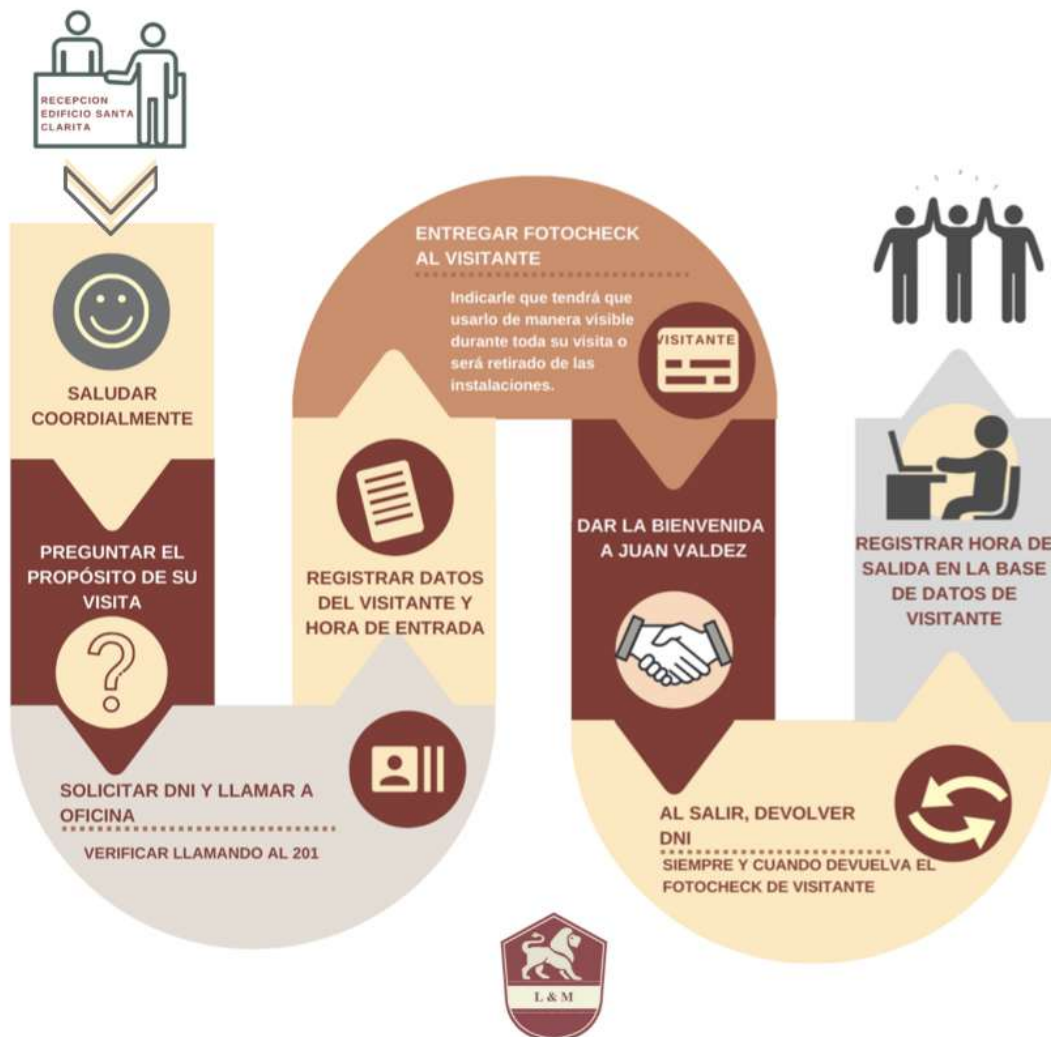 RECEPCION
EDIFICIO SANTA
CLARITA
SALUDAR
COORDIALMENTE
PREGUNTAR EL
PROPÓSITO DE SU
VISITA
SOLICITAR DNI Y LLAMAR A
OFICINA
VERIFICAR LLAMANDO AL 201
REGISTRAR DATOS
DEL VISITANTE Y
HORA DE ENTRADA
ENTREGAR FOTOCHECK
AL VISITANTE
Indicarle que tendrá que
usarlo de manera visible
durante toda su visita o
será retirado de las
instalaciones.
VISITANTE
DAR LA BIENVENIDA
A JUAN VALDEZ
AL SALIR, DEVOLVER
DNI
SIEMPRE Y CUANDO DEVUELVA EL
FOTOCHECK DE VISITANTE
REGISTRAR HORA DE
SALIDA EN LA BASE
DE DATOS DE
VISITANTE
L & M